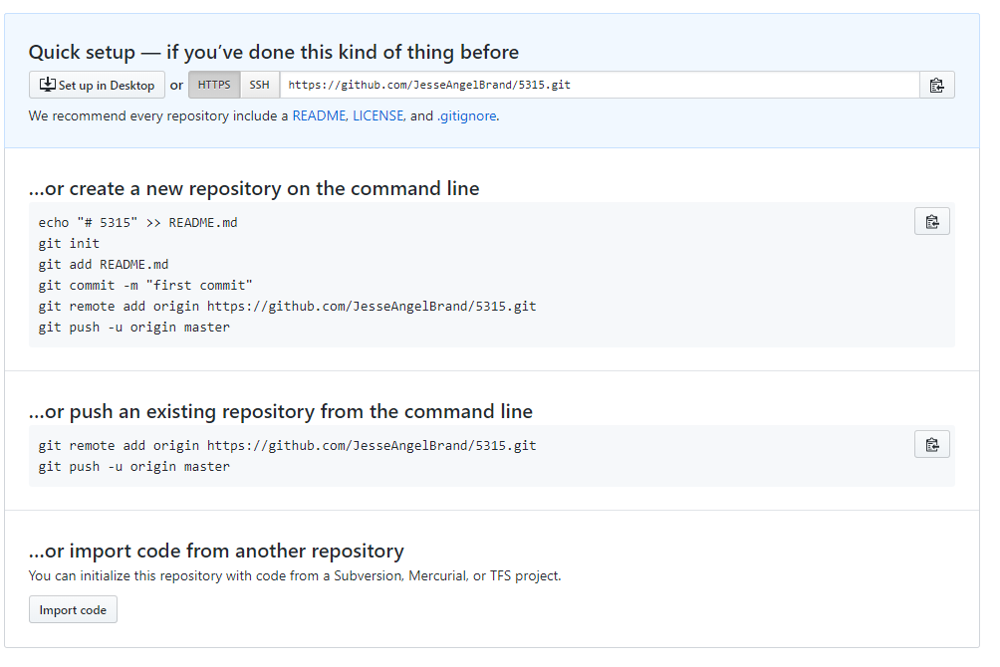 Quick setup — if you’ve done this kind of thing before
Set up in Desktop or HTTPS SSH https://github.com/JesseAngelBrand/5315.git
We recommend every repository include a README, LICENSE, and .gitignore.
…or create a new repository on the command line
echo "# 5315" >> README.md
git init
git add README.md
git commit -m "first commit"
git remote add origin https://github.com/JesseAngelBrand/5315.git
git push -u origin master
…or push an existing repository from the command line
git remote add origin https://github.com/JesseAngelBrand/5315.git
git push -u origin master
…or import code from another repository
You can initialize this repository with code from a Subversion, Mercurial, or TFS project.
Import code